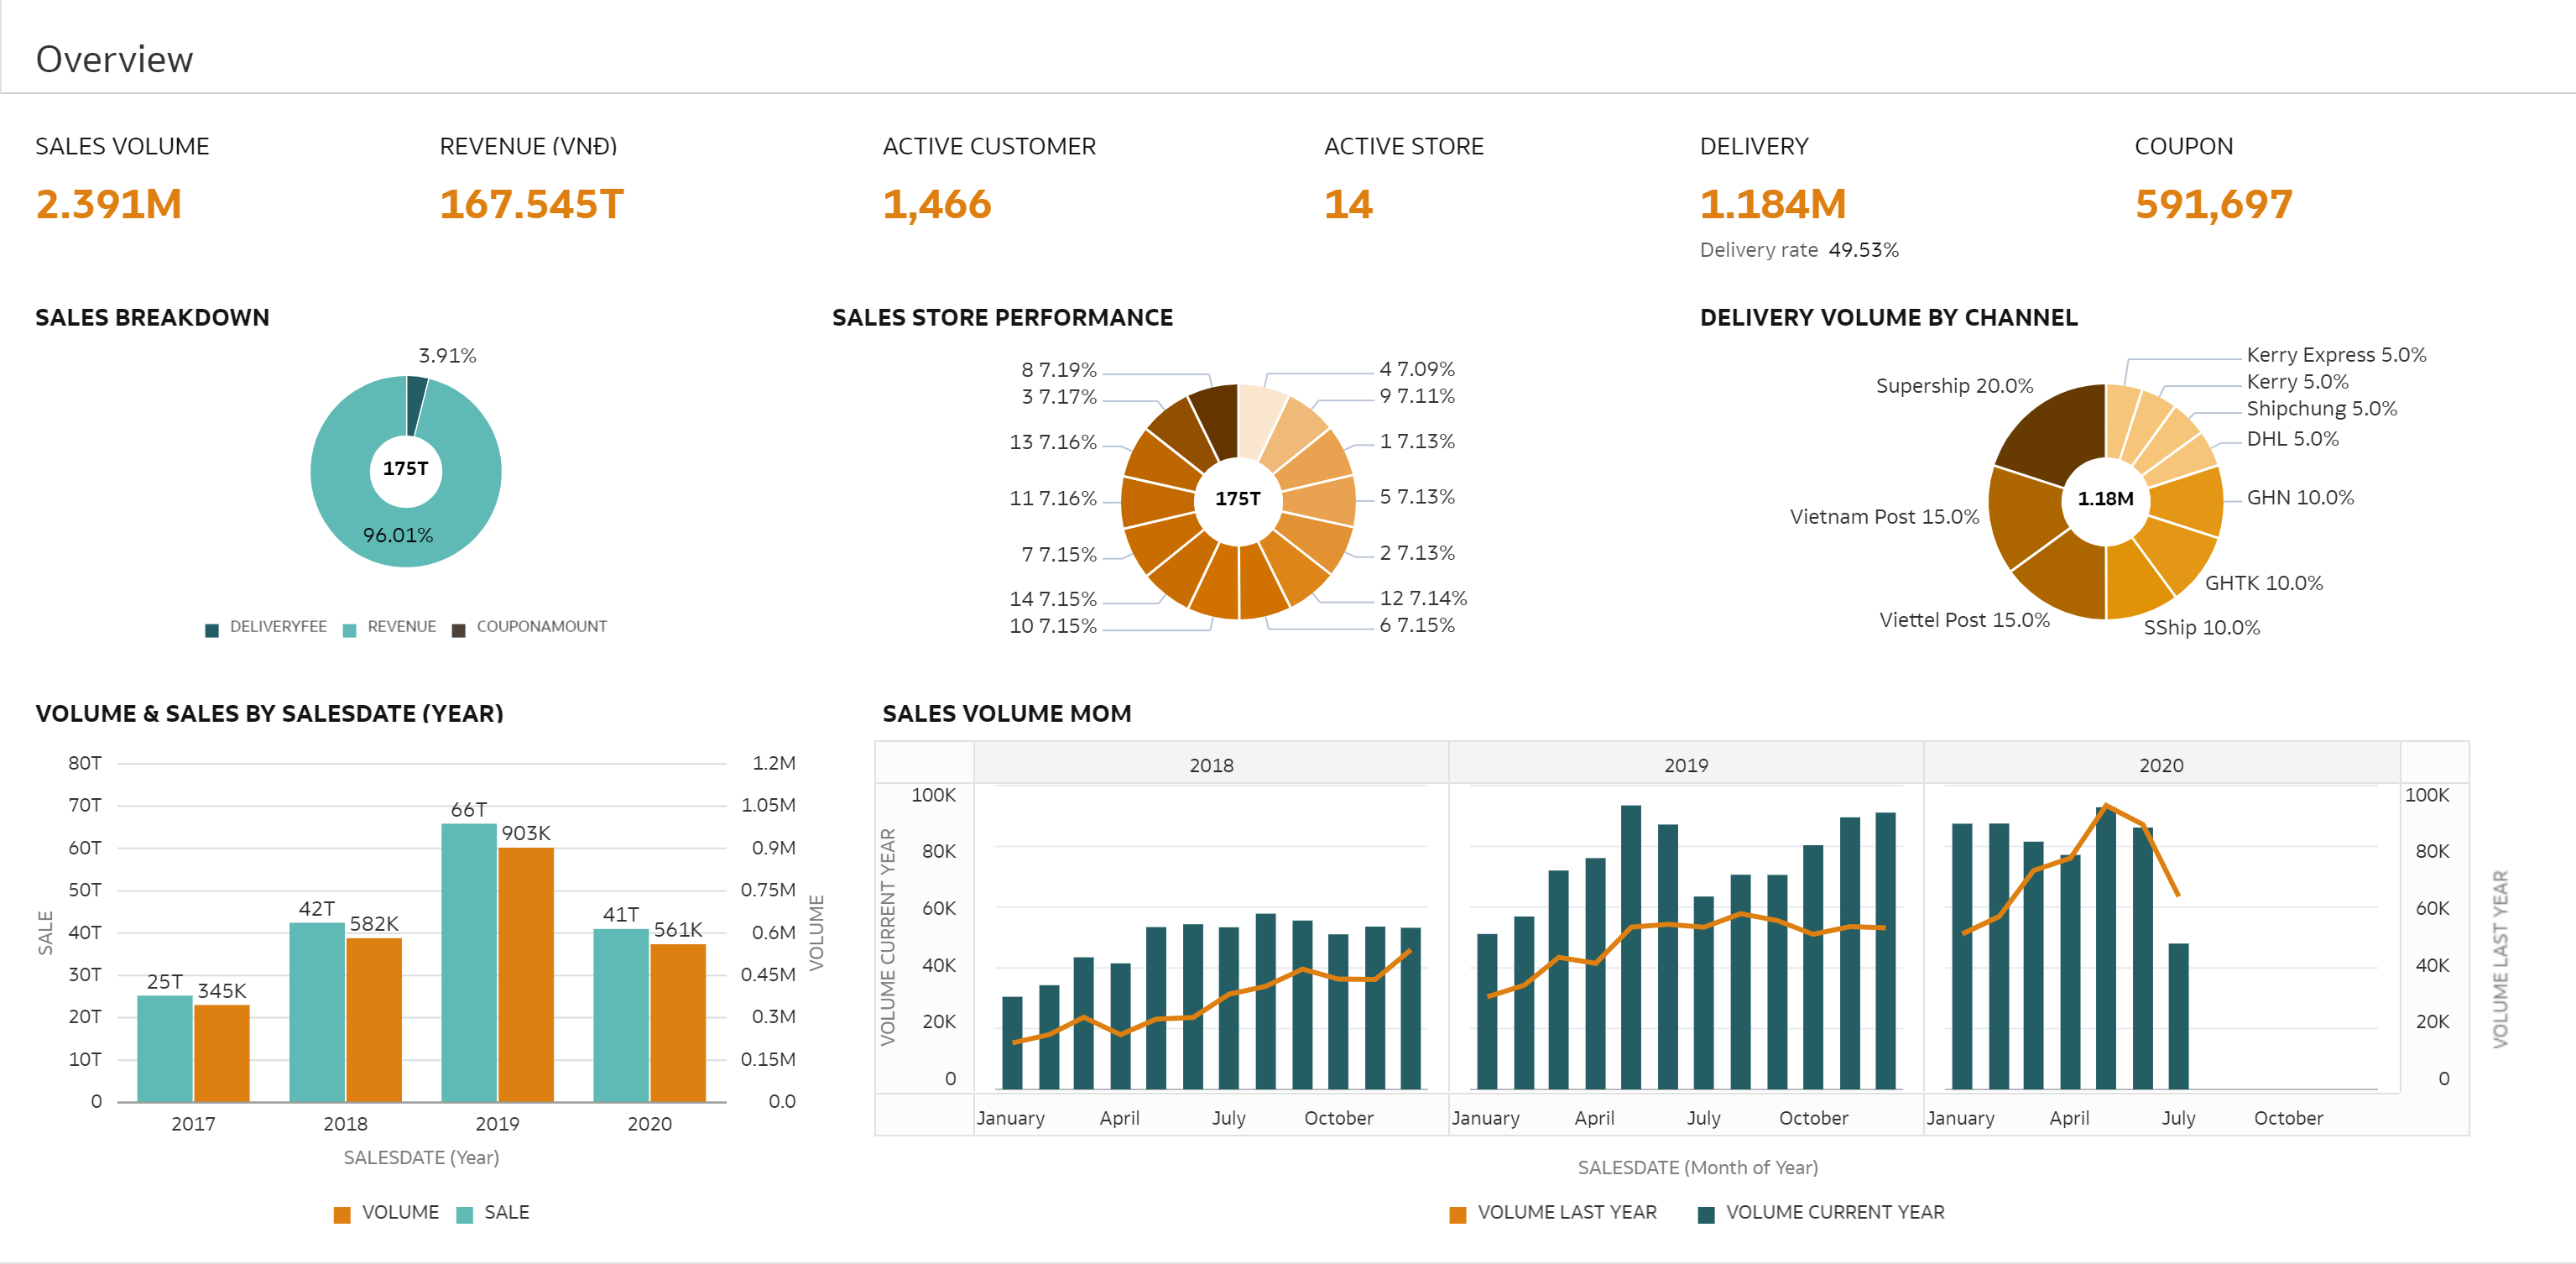 Overview
SALES VOLUME
2.391M
REVENUE (VNĐ)
167.545T
ACTIVE CUSTOMER
1,466
ACTIVE STORE
14
DELIVERY
1.184M
Delivery rate 49.53%
COUPON
591,697
SALES BREAKDOWN
3.91%
175T
96.01%
DELIVERYFEE REVENUE COUPONAMOUNT
SALES STORE PERFORMANCE
8 7.19%
3 7.17%
13 7.16%
11 7.16%
7 7.15%
14 7.15%
10 7.15%
175T
4 7.09%
9 7.11%
1 7.13%
5 7.13%
2 7.13%
12 7.14%
6 7.15%
DELIVERY VOLUME BY CHANNEL
Supership 20.0%
Vietnam Post 15.0%
Viettel Post 15.0%
1.18M
Kerry Express 5.0%
Kerry 5.0%
Shipchung 5.0%
DHL 5.0%
GHN 10.0%
GHTK 10.0%
SShip 10.0%
VOLUME & SALES BY SALESDATE (YEAR)
SALE
80T
70T
60T
50T
40T
30T
20T
10T
0
25T
345K
42T
582K
66T
903K
41T
561K
1.2M
1.05M
0.9M
0.75M
0.6M
0.45M
0.3M
0.15M
0.0
VOLUME
2017 2018 2019 2020
SALESDATE (Year)
VOLUME SALE
SALES VOLUME MOM
2018 2019 2020
VOLUME CURRENT YEAR
100K
80K
60K
40K
20K
0
100K
80K
60K
40K
20K
0
VOLUME LAST YEAR
January April July October January April July October January April July October
SALESDATE (Month of Year)
VOLUME LAST YEAR VOLUME CURRENT YEAR